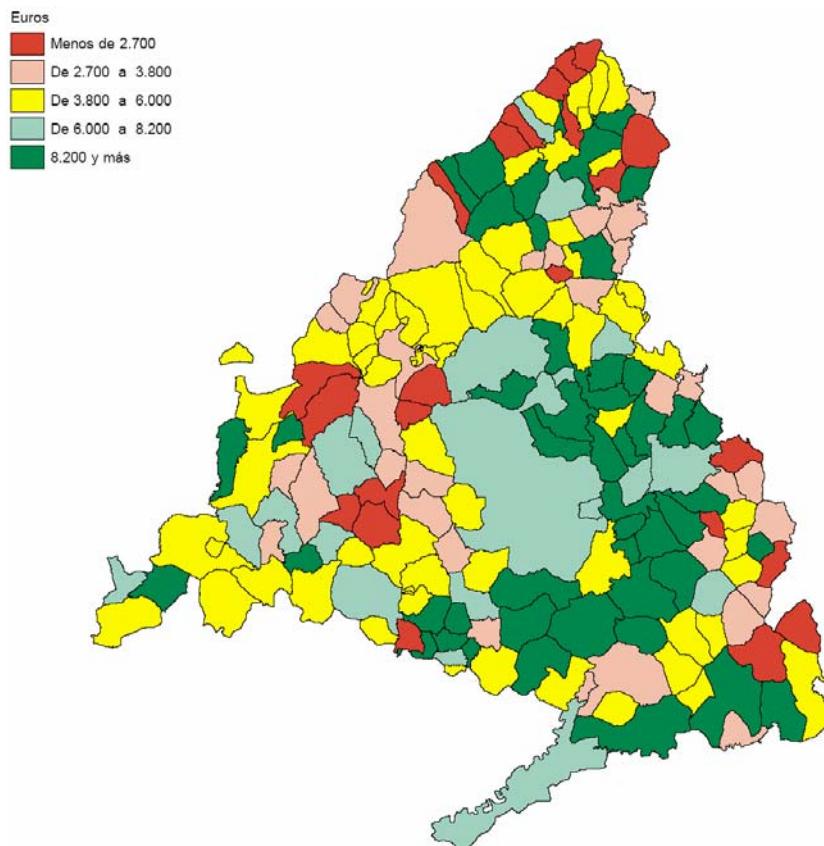 Euros
Menos de 2.700
De 2.700 a 3.800
De 3.800 a 6.000
De 6.000 a 8.200
8.200 y más